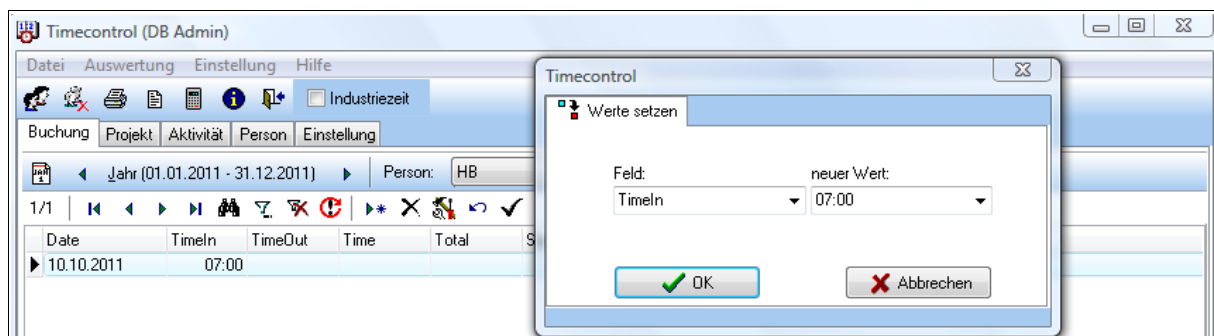 Timecontrol (DB Admin)
Datei Auswertung Einstellung Hilfe
Industriezeit
Buchung Projekt Aktivität Person Einstellung
Jahr (01.01.2011 - 31.12.2011) Person: HB
1/1
Date TimeIn TimeOut Time Total S
10.10.2011 07:00
Timecontrol
Werte setzen
Feld: neuer Wert:
TimeIn 07:00
OK Abbrechen